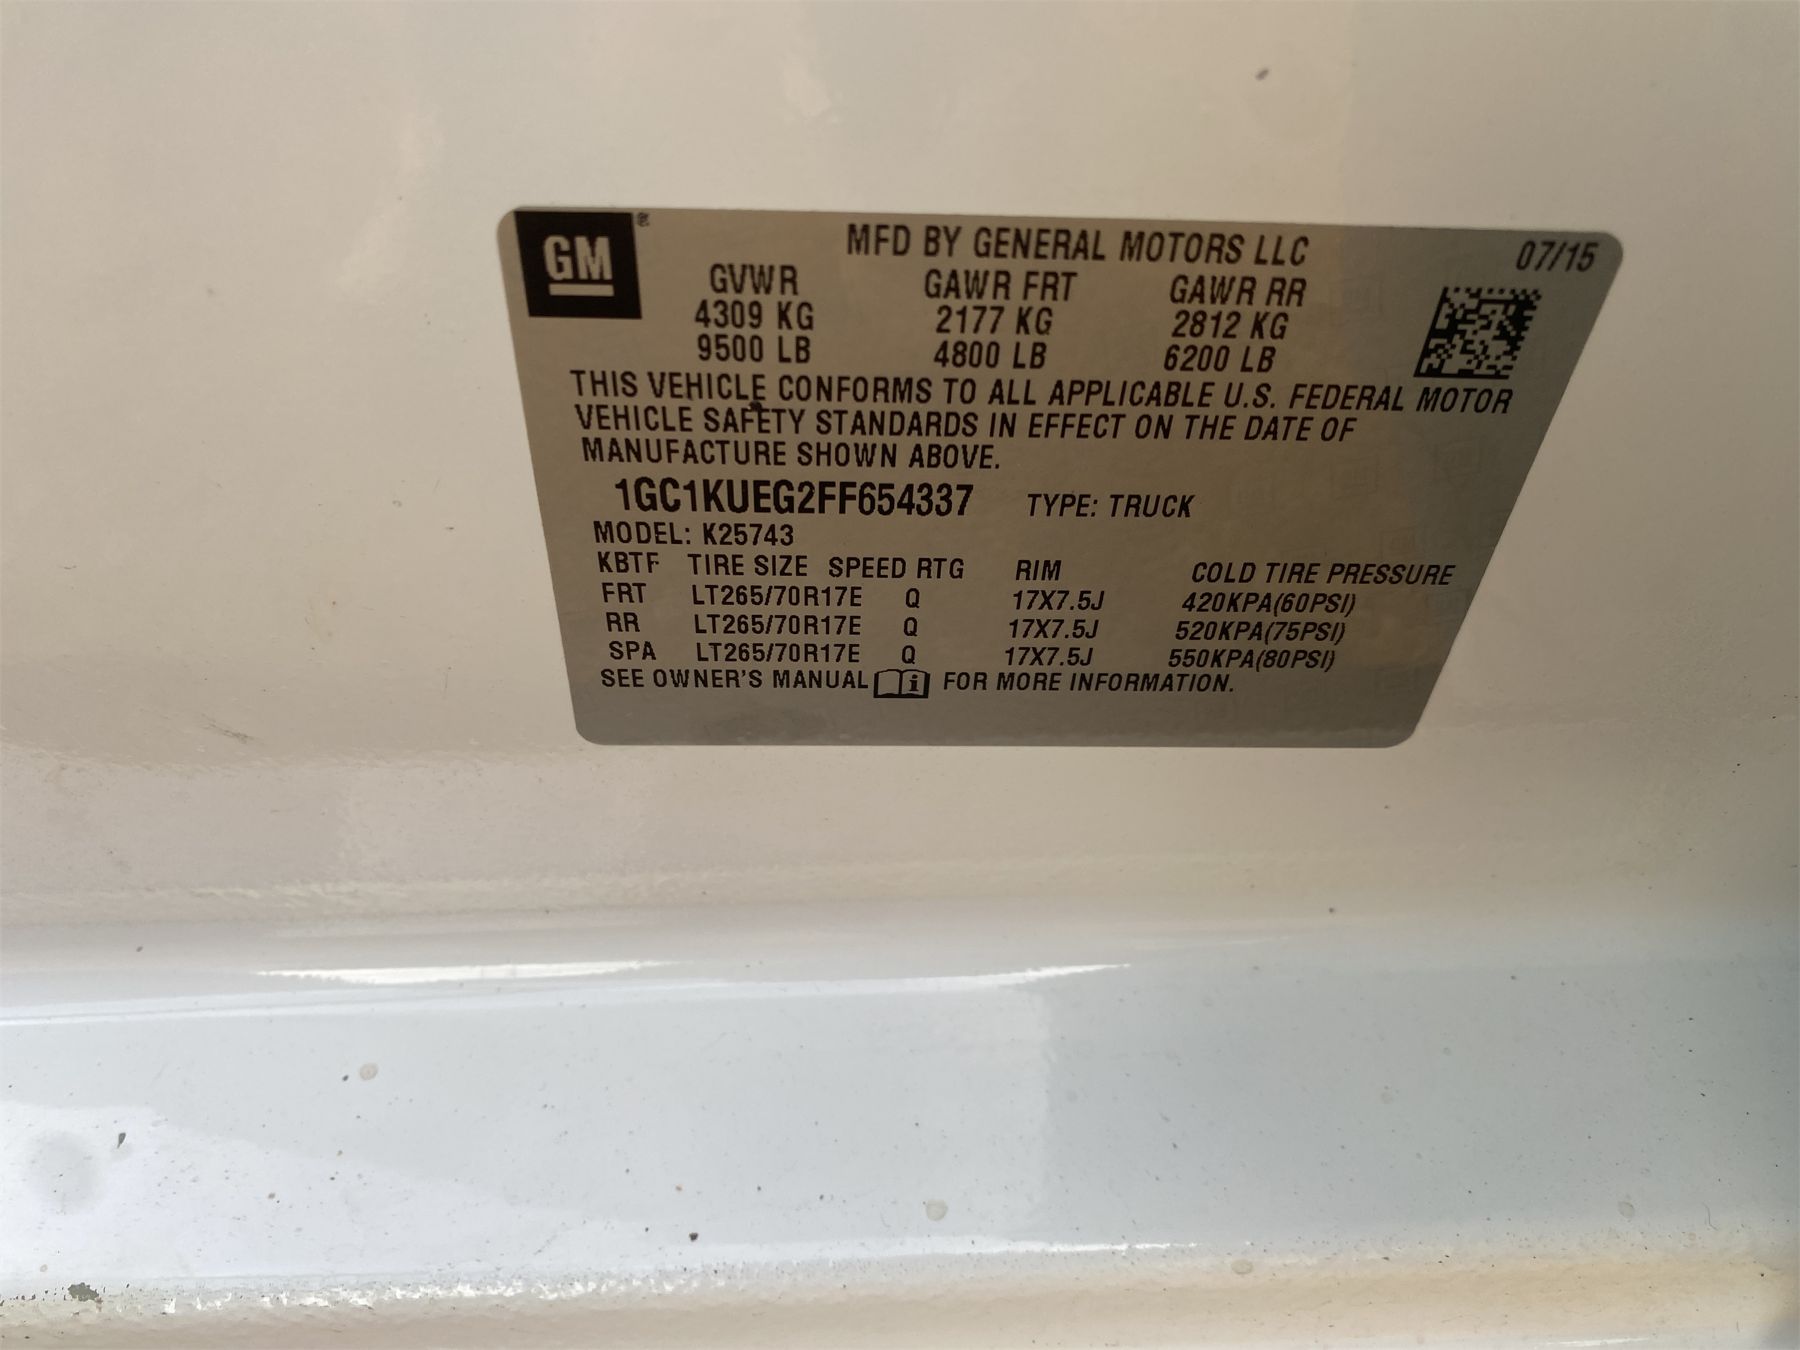 GM®
MFD BY GENERAL MOTORS LLC 07/15
GVWR GAWR FRT GAWR RR
4309 KG 2177 KG 2812 KG
9500 LB 4800 LB 6200 LB
THIS VEHICLE CONFORMS TO ALL APPLICABLE U.S. FEDERAL MOTOR
VEHICLE SAFETY STANDARDS IN EFFECT ON THE DATE OF
MANUFACTURE SHOWN ABOVE.
1GC1KUEG2FF654337 TYPE: TRUCK
MODEL: K25743
KBTF TIRE SIZE SPEED RTG RIM COLD TIRE PRESSURE
FRT LT265/70R17E Q 17X7.5J 420KPA(60PSI)
RR LT265/70R17E Q 17X7.5J 520KPA(75PSI)
SPA LT265/70R17E Q 17X7.5J 550KPA(80PSI)
SEE OWNER'S MANUAL i FOR MORE INFORMATION.